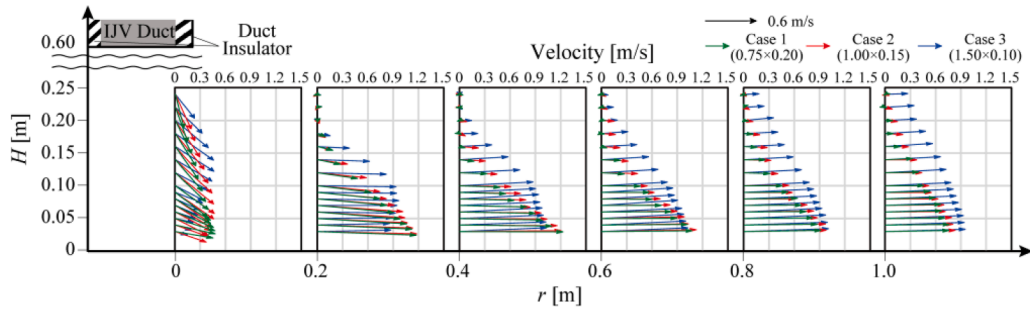 IJV Duct
Duct
Insulator
0.6 m/s
Case 1
(0.75×0.20)
Case 2
(1.00×0.15)
Case 3
(1.50×0.10)
Velocity [m/s]
0 0.3 0.6 0.9 1.2 1.5 0 0.3 0.6 0.9 1.2 1.5 0 0.3 0.6 0.9 1.2 1.5 0 0.3 0.6 0.9 1.2 1.5 0 0.3 0.6 0.9 1.2 1.5 0 0.3 0.6 0.9 1.2 1.5
H [m]
0.60
0.25
0.20
0.15
0.10
0.05
0
0 0.2 0.4 0.6 0.8 1.0
r [m]